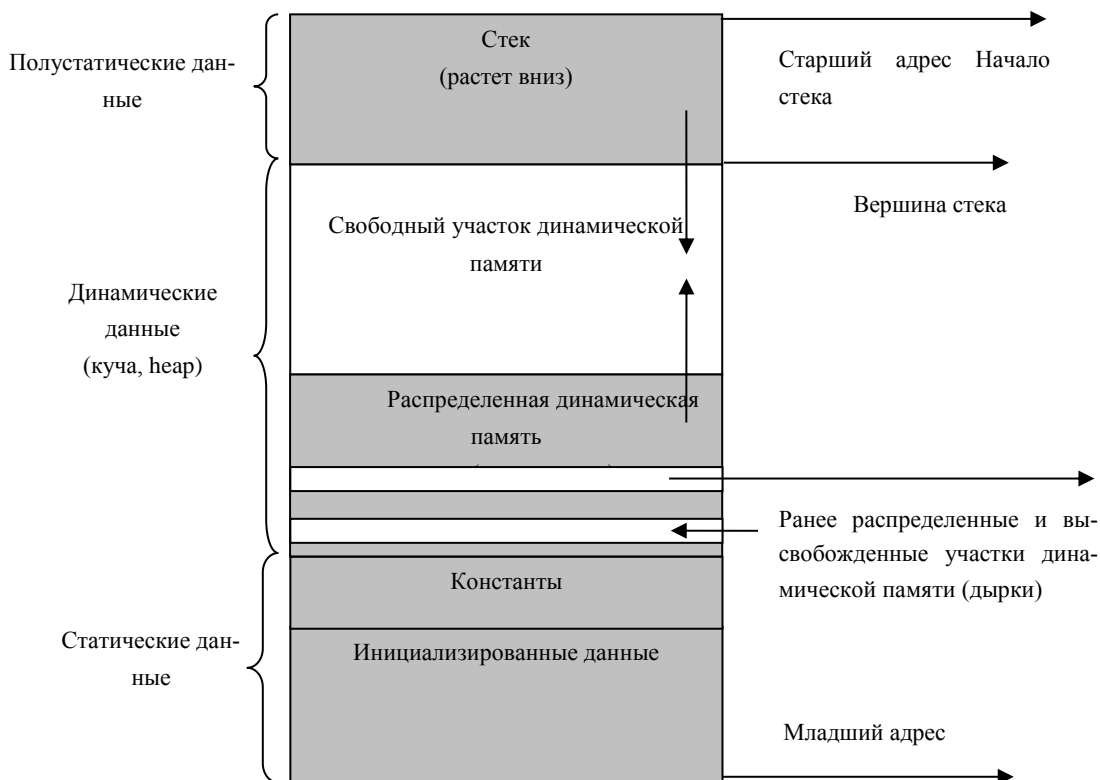 Стек
(растет вниз)
Полустатические дан-
ные
Старший адрес Начало
стека
Вершина стека
Свободный участок динамической
памяти
Динамические
данные
(куча, heap)
Распределенная динамическая
память
Ранее распределенные и вы-
свобожденные участки дина-
мической памяти (дырки)
Константы
Статические дан-
ные
Инициализированные данные
Младший адрес